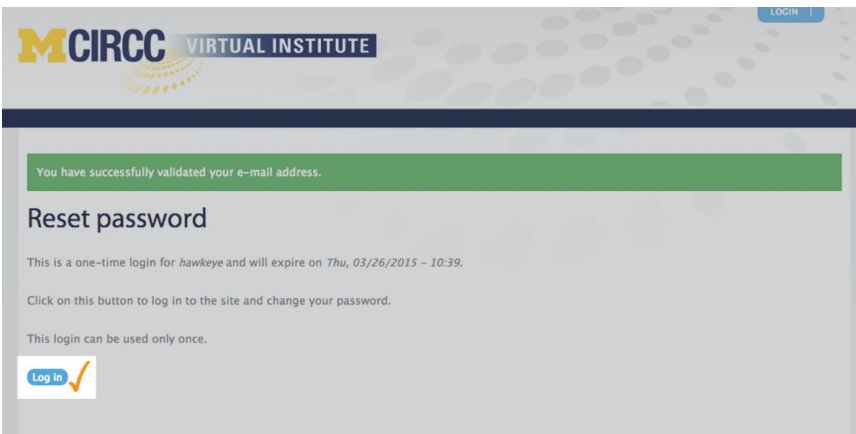 LOGIN |
MCIRCC VIRTUAL INSTITUTE
You have successfully validated your e-mail address.
Reset password
This is a one-time login for hawkeye and will expire on Thu, 03/26/2015 - 10:39.
Click on this button to log in to the site and change your password.
This login can be used only once.
Log in